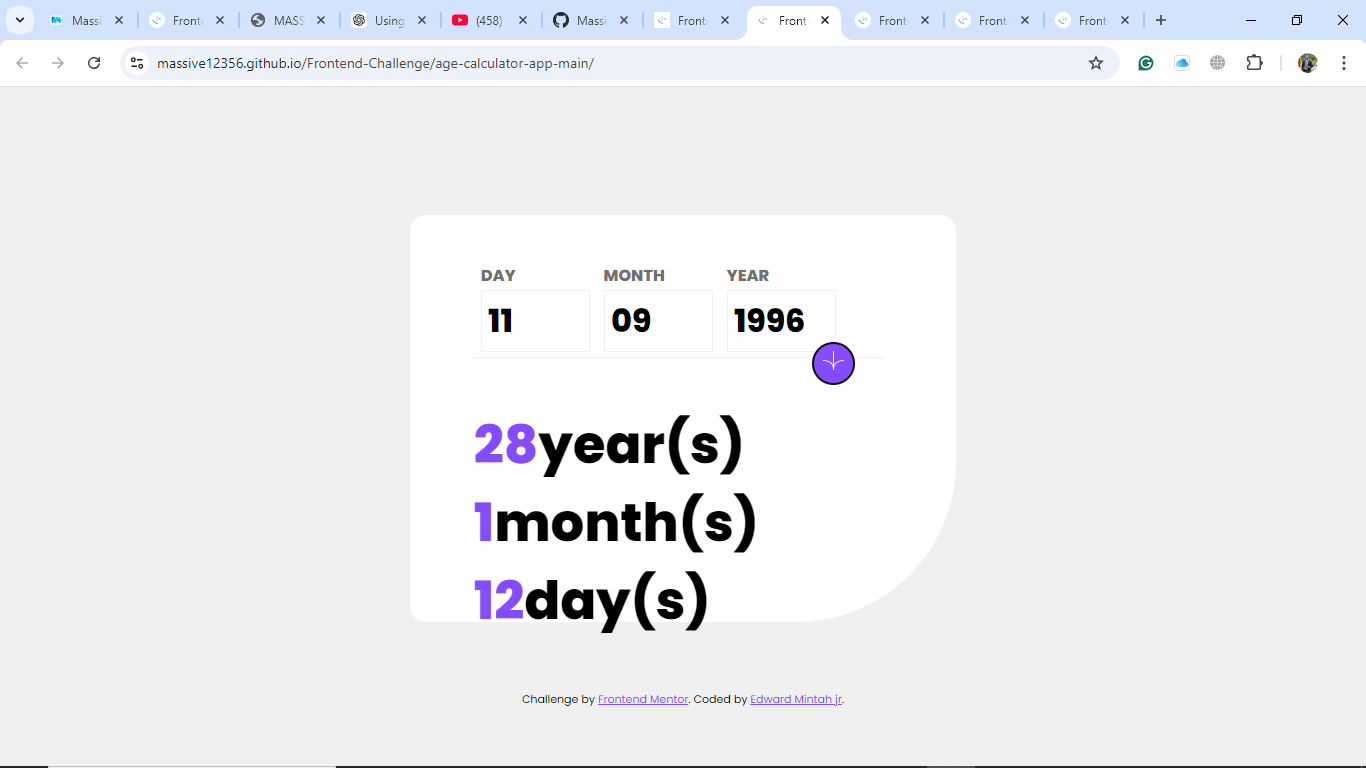 Massi
Front
MASS
Using
(458)
Massi
Front
Front
Front
Front
Front
massive12356.github.io/Frontend-Challenge/age-calculator-app-main/
DAY MONTH YEAR
11 09 1996
28year(s)
1month(s)
12day(s)
Challenge by Frontend Mentor. Coded by Edward Mintah jr.